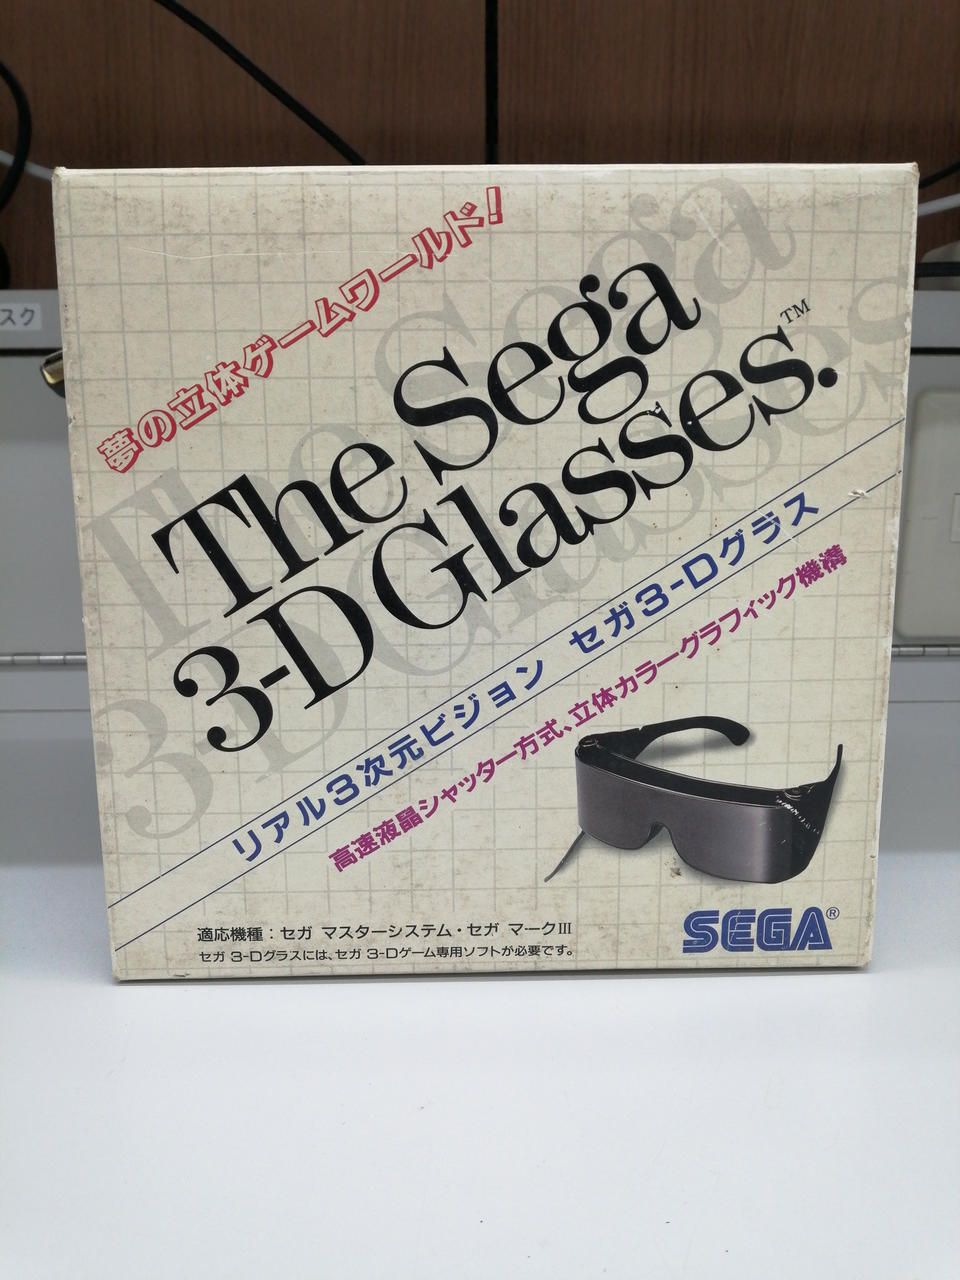 夢の立体ゲームワールド!
The Sega
3-D Glasses.™
リアル3次元ビジョン セガ3-Dグラス
高速液晶シャッター方式、立体カラーグラフィック機構
適応機種:セガ マスターシステム・セガ マークIII
セガ 3-Dグラスには、セガ 3-Dゲーム専用ソフトが必要です。
SEGA®
スク